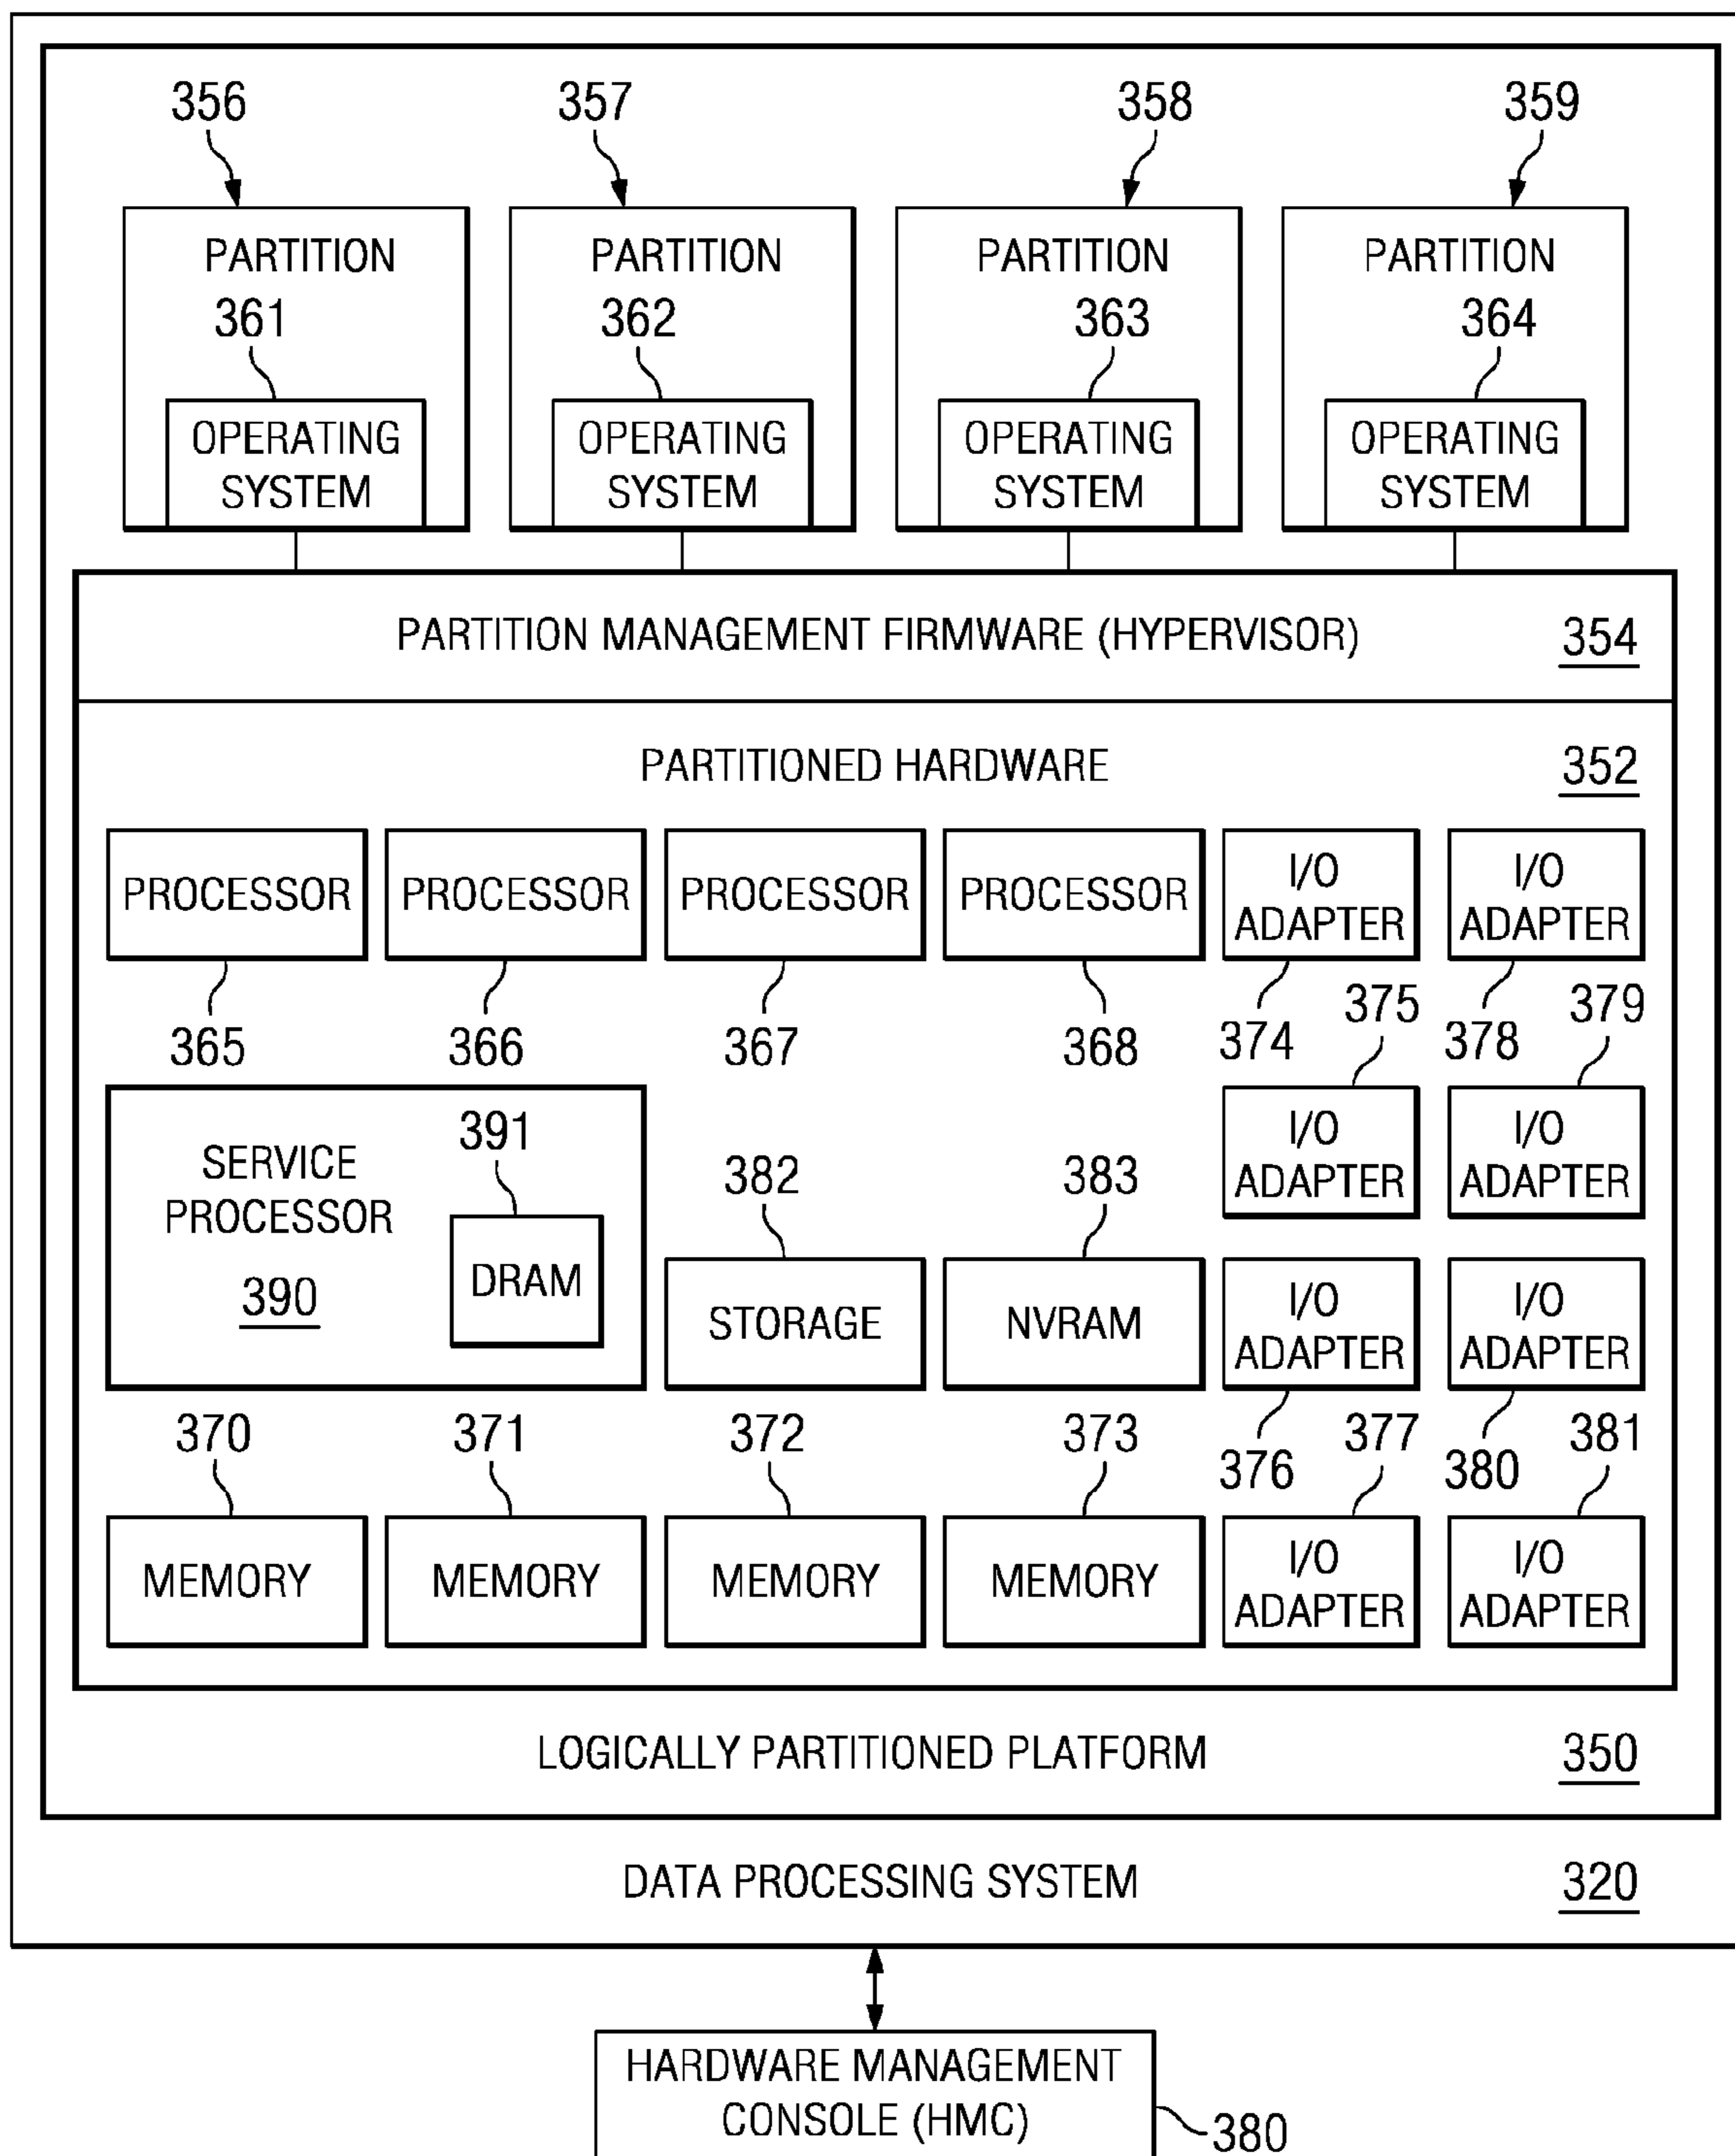 356 357 358 359
PARTITION PARTITION PARTITION PARTITION
361 362 363 364
OPERATING OPERATING OPERATING OPERATING
SYSTEM SYSTEM SYSTEM SYSTEM
PARTITION MANAGEMENT FIRMWARE (HYPERVISOR) 354
PARTITIONED HARDWARE 352
PROCESSOR PROCESSOR PROCESSOR PROCESSOR
I/O I/O
ADAPTER ADAPTER
365 366 367 368 374 375 378 379
SERVICE
PROCESSOR
390
391
DRAM
382 383
STORAGE NVRAM
I/O I/O
ADAPTER ADAPTER
I/O I/O
ADAPTER ADAPTER
370 371 372 373 376 377 380 381
MEMORY MEMORY MEMORY MEMORY
I/O I/O
ADAPTER ADAPTER
LOGICALLY PARTITIONED PLATFORM 350
DATA PROCESSING SYSTEM 320
HARDWARE MANAGEMENT
CONSOLE (HMC) 380